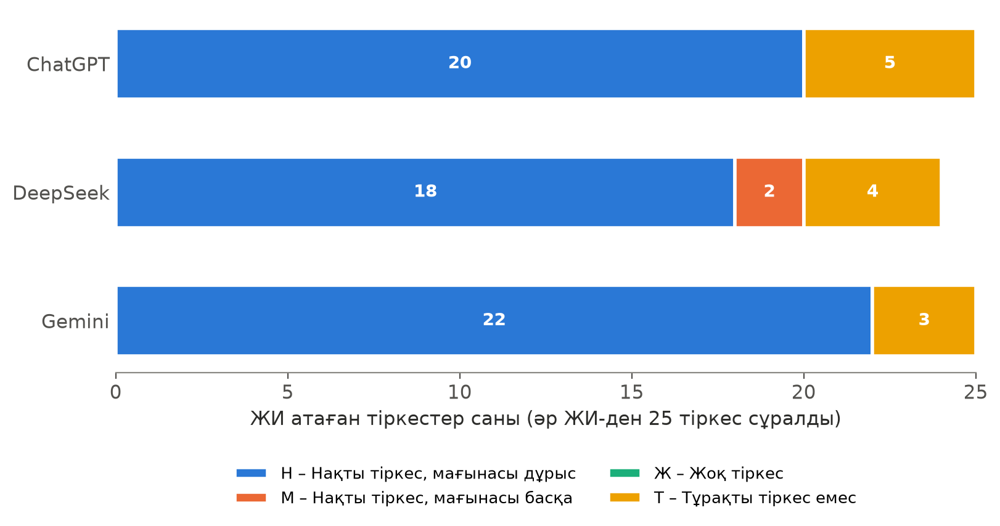 ChatGPT
20
5
DeepSeek
18
2
4
Gemini
22
3
0
5
10
15
20
25
ЖИ атаған тіркестер саны (әр ЖИ-ден 25 тіркес сұралды)
Н – Нақты тіркес, мағынасы дұрыс
М – Нақты тіркес, мағынасы басқа
Ж – Жоқ тіркес
Т – Тұрақты тіркес емес